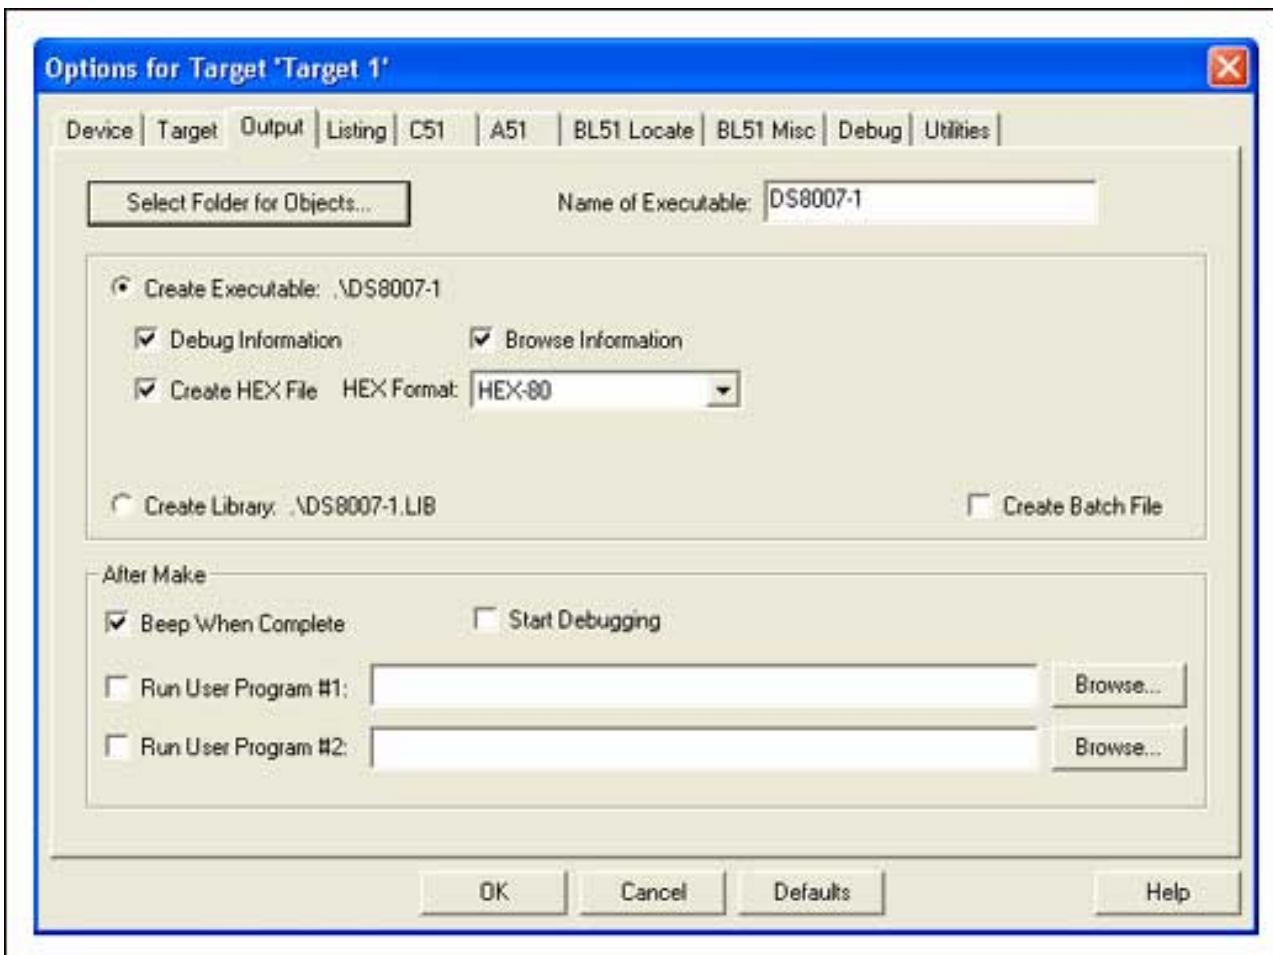 Options for Target 'Target 1'
Device Target Output Listing C51 A51 BL51 Locate BL51 Misc Debug Utilities
Select Folder for Objects... Name of Executable: DS8007-1
Create Executable: .\DS8007-1
Debug Information Browse Information
Create HEX File HEX Format: HEX-80
Create Library: .\DS8007-1.LIB Create Batch File
After Make
Beep When Complete Start Debugging
Run User Program #1: Browse...
Run User Program #2: Browse...
OK Cancel Defaults Help